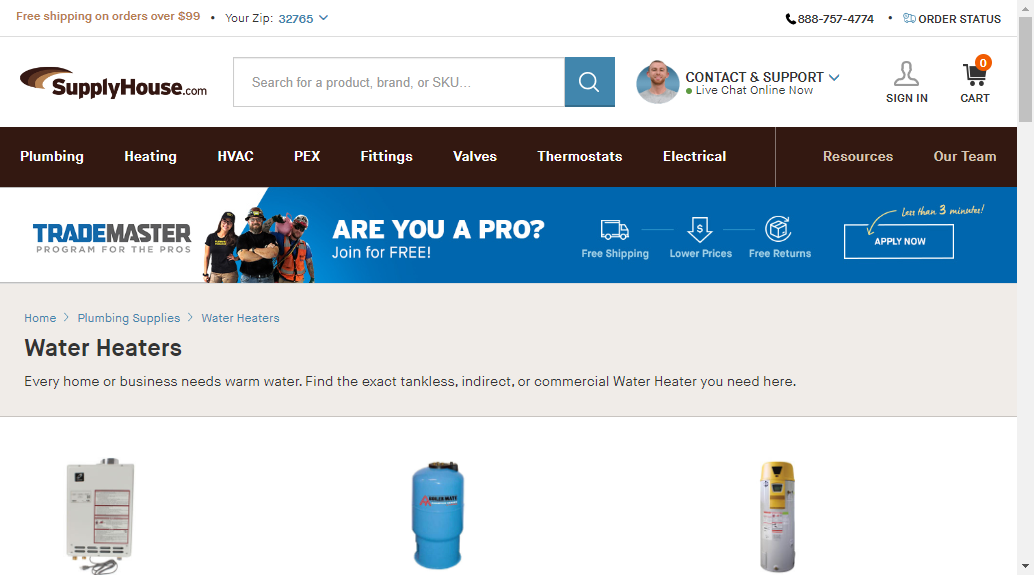 Free shipping on orders over $99 • Your Zip: 32765
888-757-4774 • ORDER STATUS
SupplyHouse.com
Search for a product, brand, or SKU...
CONTACT & SUPPORT
Live Chat Online Now
SIGN IN
0
CART
Plumbing Heating HVAC PEX Fittings Valves Thermostats Electrical Resources Our Team
TRADEMASTER
PROGRAM FOR THE PROS
ARE YOU A PRO?
Join for FREE!
Free Shipping
$
Lower Prices
Free Returns
Less than 3 minutes!
APPLY NOW
Home > Plumbing Supplies > Water Heaters
Water Heaters
Every home or business needs warm water. Find the exact tankless, indirect, or commercial Water Heater you need here.
BOILERMATE